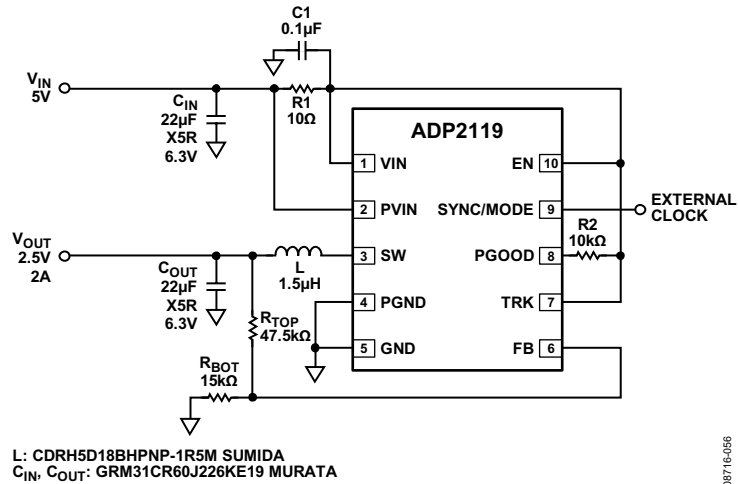 C1
0.1µF
VIN
5V
CIN
22µF
X5R
6.3V
R1
10Ω
ADP2119
1 VIN
EN 10
2 PVIN
SYNC/MODE 9
EXTERNAL
CLOCK
R2
10kΩ
VOUT
2.5V
2A
COUT
22µF
X5R
6.3V
L
1.5µH
3 SW
PGOOD 8
4 PGND
TRK 7
RTOP
47.5kΩ
5 GND
FB 6
RBOT
15kΩ
L: CDRH5D18BHPNP-1R5M SUMIDA
CIN, COUT: GRM31CR60J226KE19 MURATA
08716-056